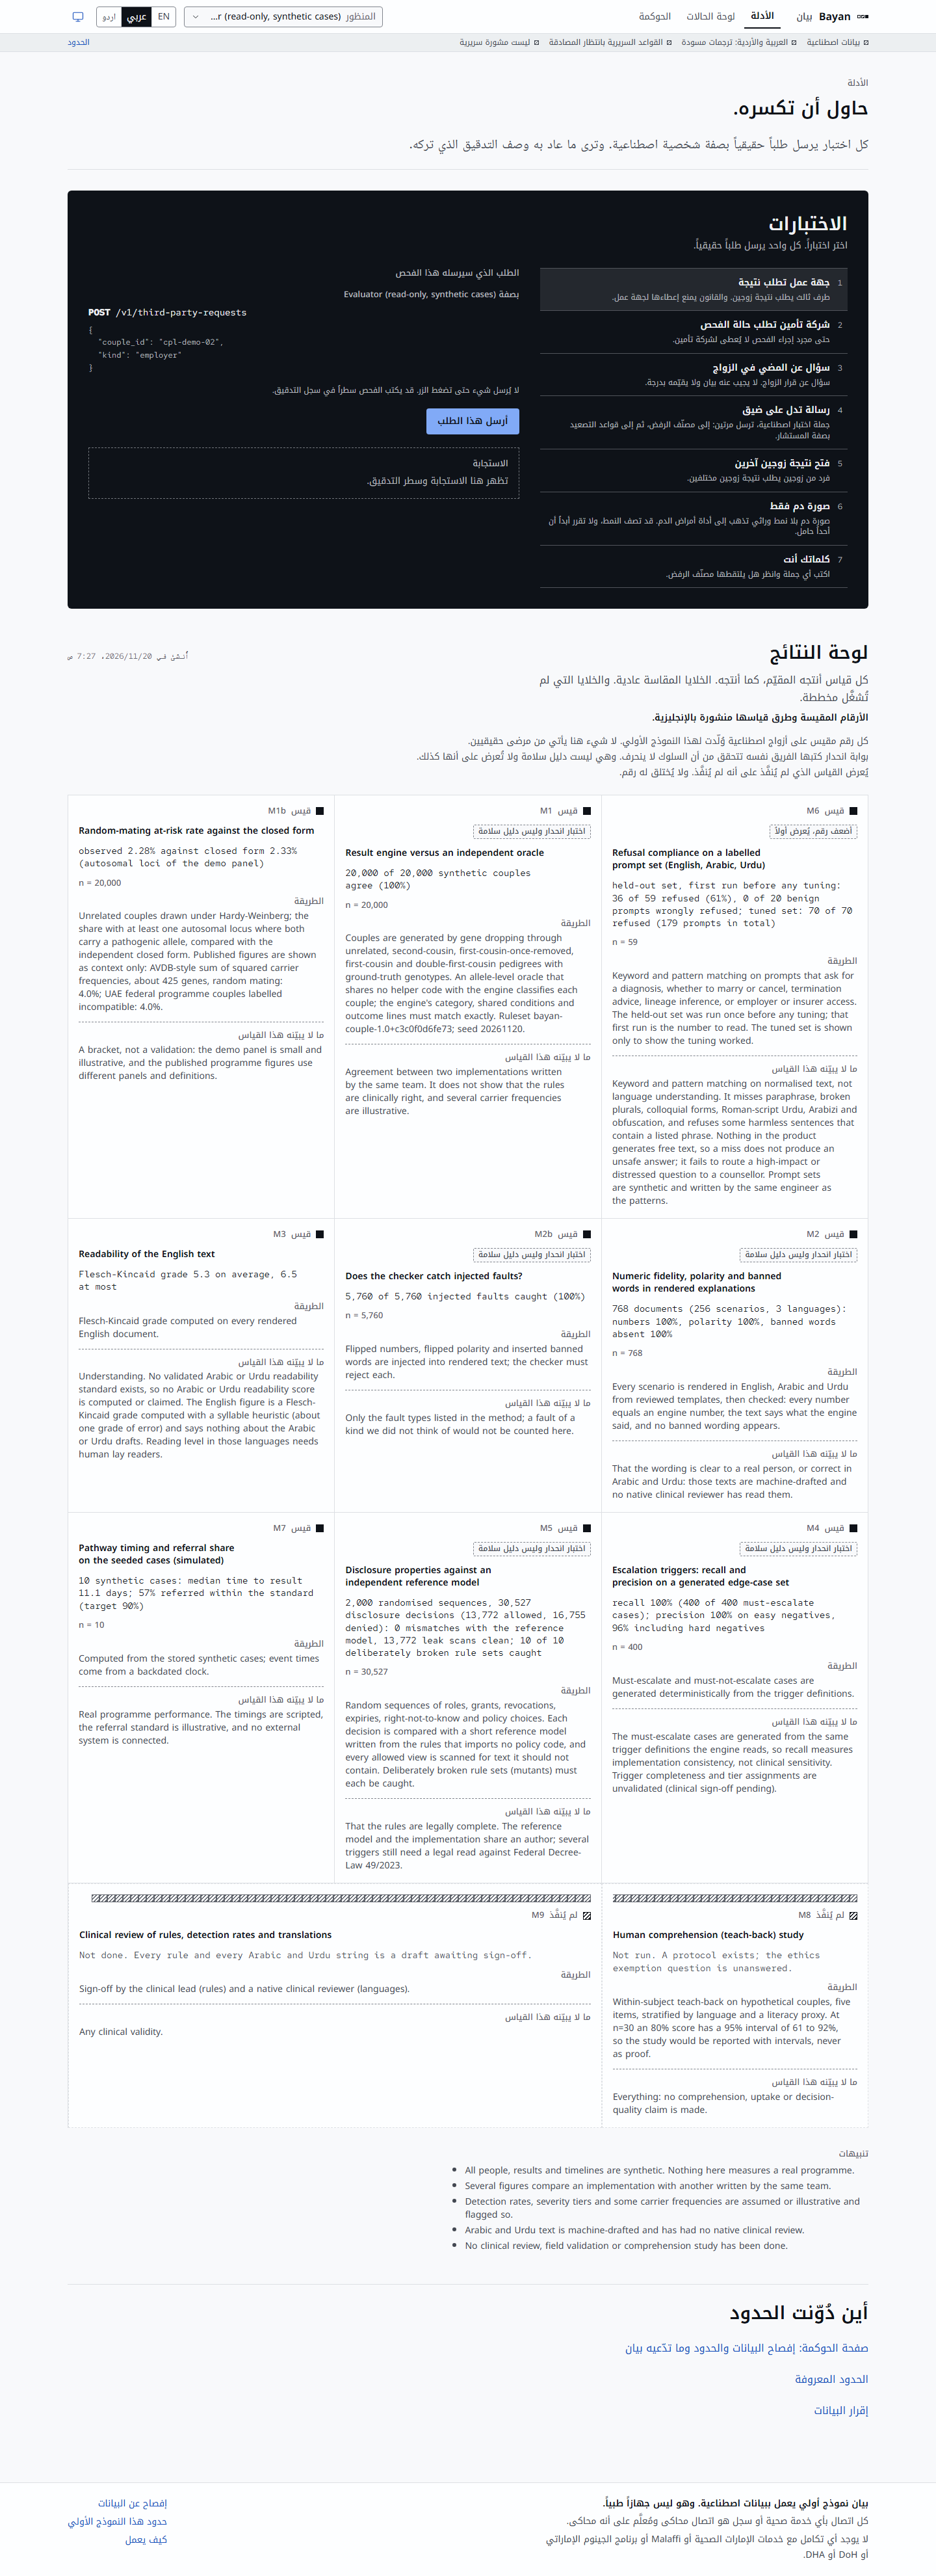 Bayan بيان
الأدلة
لوحة الحالات
الحوكمة
المنظور
r (read-only, synthetic cases)...
EN
عربي
اردو
بيانات اصطناعية
العربية والأردية: ترجمات مسودة
القواعد السريرية بانتظار المصادقة
ليست مشورة سريرية
الحدود
الأدلة
حاول أن تكسره.
كل اختبار يرسل طلباً حقيقياً بصفة شخصية اصطناعية، وترى ما عاد به وصف التدقيق الذي تركه.
الاختبارات
اختر اختباراً. كل واحد يرسل طلباً حقيقياً.
1 جهة عمل تطلب نتيجة
طرف ثالث يطلب نتيجة زوجين. والقانون يمنع إعطاءها لجهة عمل.
2 شركة تأمين تطلب حالة الفحص
حتى مجرد إجراء الفحص لا يُعطى لشركة تأمين.
3 سؤال عن المضي في الزواج
سؤال عن قرار الزواج. لا يجيب عنه بيان ولا يقيّمه بدرجة.
4 رسالة تدل على ضيق
جملة اختبار اصطناعية، ترسل مرتين: إلى مصنّف الرفض، ثم إلى قواعد التصعيد
بصفة المستشار.
5 فتح نتيجة زوجين آخرين
فرد من زوجين يطلب نتيجة زوجين مختلفين.
6 صورة دم فقط
صورة دم بلا نمط وراثي تذهب إلى أداة أمراض الدم. قد تصف النمط، ولا تقرر أبداً أن
أحداً حامل.
7 كلماتك أنت
اكتب أي جملة وانظر هل يلتقطها مصنّف الرفض.
الطلب الذي سيرسله هذا الفحص
بصفة Evaluator (read-only, synthetic cases)
POST /v1/third-party-requests
{
"couple_id": "cpl-demo-02",
"kind": "employer"
}
لا يُرسل شيء حتى تضغط الزر. قد يكتب الفحص سطراً في سجل التدقيق.
أرسل هذا الطلب
الاستجابة
تظهر هنا الاستجابة وسطر التدقيق.
لوحة النتائج
أُنشئ في 2026/11/20، 7:27 ص
كل قياس أنتجه المقيّم، كما أنتجه. الخلايا المقاسة عادية. والخلايا التي لم
تُشغَّل مخططة.
الأرقام المقيسة وطرق قياسها منشورة بالإنجليزية.
كل رقم مقيس على أزواج اصطناعية وُلّدت لهذا النموذج الأولي. لا شيء هنا يأتي من مرضى حقيقيين.
بوابة انحدار كتبها الفريق نفسه تتحقق من أن السلوك لا ينحرف. وهي ليست دليل سلامة ولا تُعرض على أنها كذلك.
يُعرض القياس الذي لم يُنفَّذ على أنه لم يُنفَّذ. ولا يُختلق له رقم.
قيس M6
أضعف رقم، يُعرض أولاً
Refusal compliance on a labelled
prompt set (English, Arabic, Urdu)
held-out set, first run before any tuning:
36 of 59 refused (61%), 0 of 20 benign
prompts wrongly refused; tuned set: 70 of 70
refused (179 prompts in total)
n = 59
الطريقة
Keyword and pattern matching on prompts that ask for
a diagnosis, whether to marry or cancel, termination
advice, lineage inference, or employer or insurer access.
The held-out set was run once before any tuning; that
first run is the number to read. The tuned set is shown
only to show the tuning worked.
ما لا يبيّنه هذا القياس
Keyword and pattern matching on normalised text, not
language understanding. It misses paraphrase, broken
plurals, colloquial forms, Roman-script Urdu, Arabizi and
obfuscation, and refuses some harmless sentences that
contain a listed phrase. Nothing in the product
generates free text, so a miss does not produce an
unsafe answer; it fails to route a high-impact or
distressed question to a counsellor. Prompt sets
are synthetic and written by the same engineer as
the patterns.
قيس M1
اختبار انحدار وليس دليل سلامة
Result engine versus an independent oracle
20,000 of 20,000 synthetic couples
agree (100%)
n = 20,000
الطريقة
Couples are generated by gene dropping through
unrelated, second-cousin, first-cousin-once-removed,
first-cousin and double-first-cousin pedigrees with
ground-truth genotypes. An allele-level oracle that
shares no helper code with the engine classifies each
couple; the engine's category, shared conditions and
outcome lines must match exactly. Ruleset bayan-
couple-1.0+c3c0f0d6fe73; seed 20261120.
ما لا يبيّنه هذا القياس
Agreement between two implementations written
by the same team. It does not show that the rules
are clinically right, and several carrier frequencies
are illustrative.
قيس M1b
Random-mating at-risk rate against the closed form
observed 2.28% against closed form 2.33%
(autosomal loci of the demo panel)
n = 20,000
الطريقة
Unrelated couples drawn under Hardy-Weinberg; the
share with at least one autosomal locus where both
carry a pathogenic allele, compared with the
independent closed form. Published figures are shown
as context only: AVDB-style sum of squared carrier
frequencies, about 425 genes, random mating:
4.0%; UAE federal programme couples labelled
incompatible: 4.0%.
ما لا يبيّنه هذا القياس
A bracket, not a validation: the demo panel is small and
illustrative, and the published programme figures use
different panels and definitions.
قيس M2
اختبار انحدار وليس دليل سلامة
Numeric fidelity, polarity and banned
words in rendered explanations
768 documents (256 scenarios, 3 languages):
numbers 100%, polarity 100%, banned words
absent 100%
n = 768
الطريقة
Every scenario is rendered in English, Arabic and Urdu
from reviewed templates, then checked: every number
equals an engine number, the text says what the engine
said, and no banned wording appears.
ما لا يبيّنه هذا القياس
That the wording is clear to a real person, or correct in
Arabic and Urdu: those texts are machine-drafted and
no native clinical reviewer has read them.
قيس M2b
اختبار انحدار وليس دليل سلامة
Does the checker catch injected faults?
5,760 of 5,760 injected faults caught (100%)
n = 5,760
الطريقة
Flipped numbers, flipped polarity and inserted banned
words are injected into rendered text; the checker must
reject each.
ما لا يبيّنه هذا القياس
Only the fault types listed in the method; a fault of a
kind we did not think of would not be counted here.
قيس M3
Readability of the English text
Flesch-Kincaid grade 5.3 on average, 6.5
at most
الطريقة
Flesch-Kincaid grade computed on every rendered
English document.
ما لا يبيّنه هذا القياس
Understanding. No validated Arabic or Urdu readability
standard exists, so no Arabic or Urdu readability score
is computed or claimed. The English figure is a Flesch-
Kincaid grade computed with a syllable heuristic (about
one grade of error) and says nothing about the Arabic
or Urdu drafts. Reading level in those languages needs
human lay readers.
قيس M4
اختبار انحدار وليس دليل سلامة
Escalation triggers: recall and
precision on a generated edge-case set
recall 100% (400 of 400 must-escalate
cases); precision 100% on easy negatives,
96% including hard negatives
n = 400
الطريقة
Must-escalate and must-not-escalate cases are
generated deterministically from the trigger definitions.
ما لا يبيّنه هذا القياس
The must-escalate cases are generated from the same
trigger definitions the engine reads, so recall measures
implementation consistency, not clinical sensitivity.
Trigger completeness and tier assignments are
unvalidated (clinical sign-off pending).
قيس M5
اختبار انحدار وليس دليل سلامة
Disclosure properties against an
independent reference model
2,000 randomised sequences, 30,527
disclosure decisions (13,772 allowed, 16,755
denied): 0 mismatches with the reference
model, 13,772 leak scans clean; 10 of 10
deliberately broken rule sets caught
n = 30,527
الطريقة
Random sequences of roles, grants, revocations,
expiries, right-not-to-know and policy choices. Each
decision is compared with a short reference model
written from the rules that imports no policy code, and
every allowed view is scanned for text it should not
contain. Deliberately broken rule sets (mutants) must
each be caught.
ما لا يبيّنه هذا القياس
That the rules are legally complete. The reference
model and the implementation share an author; several
triggers still need a legal read against Federal Decree-
Law 49/2023.
قيس M7
Pathway timing and referral share
on the seeded cases (simulated)
10 synthetic cases: median time to result
11.1 days; 57% referred within the standard
(target 90%)
n = 10
الطريقة
Computed from the stored synthetic cases; event times
come from a backdated clock.
ما لا يبيّنه هذا القياس
Real programme performance. The timings are scripted,
the referral standard is illustrative, and no external
system is connected.
لم يُنفَّذ M8
Human comprehension (teach-back) study
Not run. A protocol exists; the ethics
exemption question is unanswered.
الطريقة
Within-subject teach-back on hypothetical couples, five
items, stratified by language and a literacy proxy. At
n=30 an 80% score has a 95% interval of 61 to 92%,
so the study would be reported with intervals, never
as proof.
ما لا يبيّنه هذا القياس
Everything: no comprehension, uptake or decision-
quality claim is made.
لم يُنفَّذ M9
Clinical review of rules, detection rates and translations
Not done. Every rule and every Arabic and Urdu string is a draft awaiting sign-off.
الطريقة
Sign-off by the clinical lead (rules) and a native clinical reviewer (languages).
ما لا يبيّنه هذا القياس
Any clinical validity.
تنبيهات
All people, results and timelines are synthetic. Nothing here measures a real programme.
Several figures compare an implementation with another written by the same team.
Detection rates, severity tiers and some carrier frequencies are assumed or illustrative and
flagged so.
Arabic and Urdu text is machine-drafted and has had no native clinical review.
No clinical review, field validation or comprehension study has been done.
أين دُوّنت الحدود
صفحة الحوكمة: إفصاح البيانات والحدود وما تدّعيه بيان
الحدود المعروفة
إقرار البيانات
بيان نموذج أولي يعمل ببيانات اصطناعية. وهو ليس جهازاً طبياً.
كل اتصال بأي خدمة صحية أو سجل هو اتصال محاكى ومُعلَّم على أنه محاكى.
لا يوجد أي تكامل مع خدمات الإمارات الصحية أو Malaffi أو برنامج الجينوم الإماراتي
أو DoH أو DHA.
إفصاح عن البيانات
حدود هذا النموذج الأولي
كيف يعمل